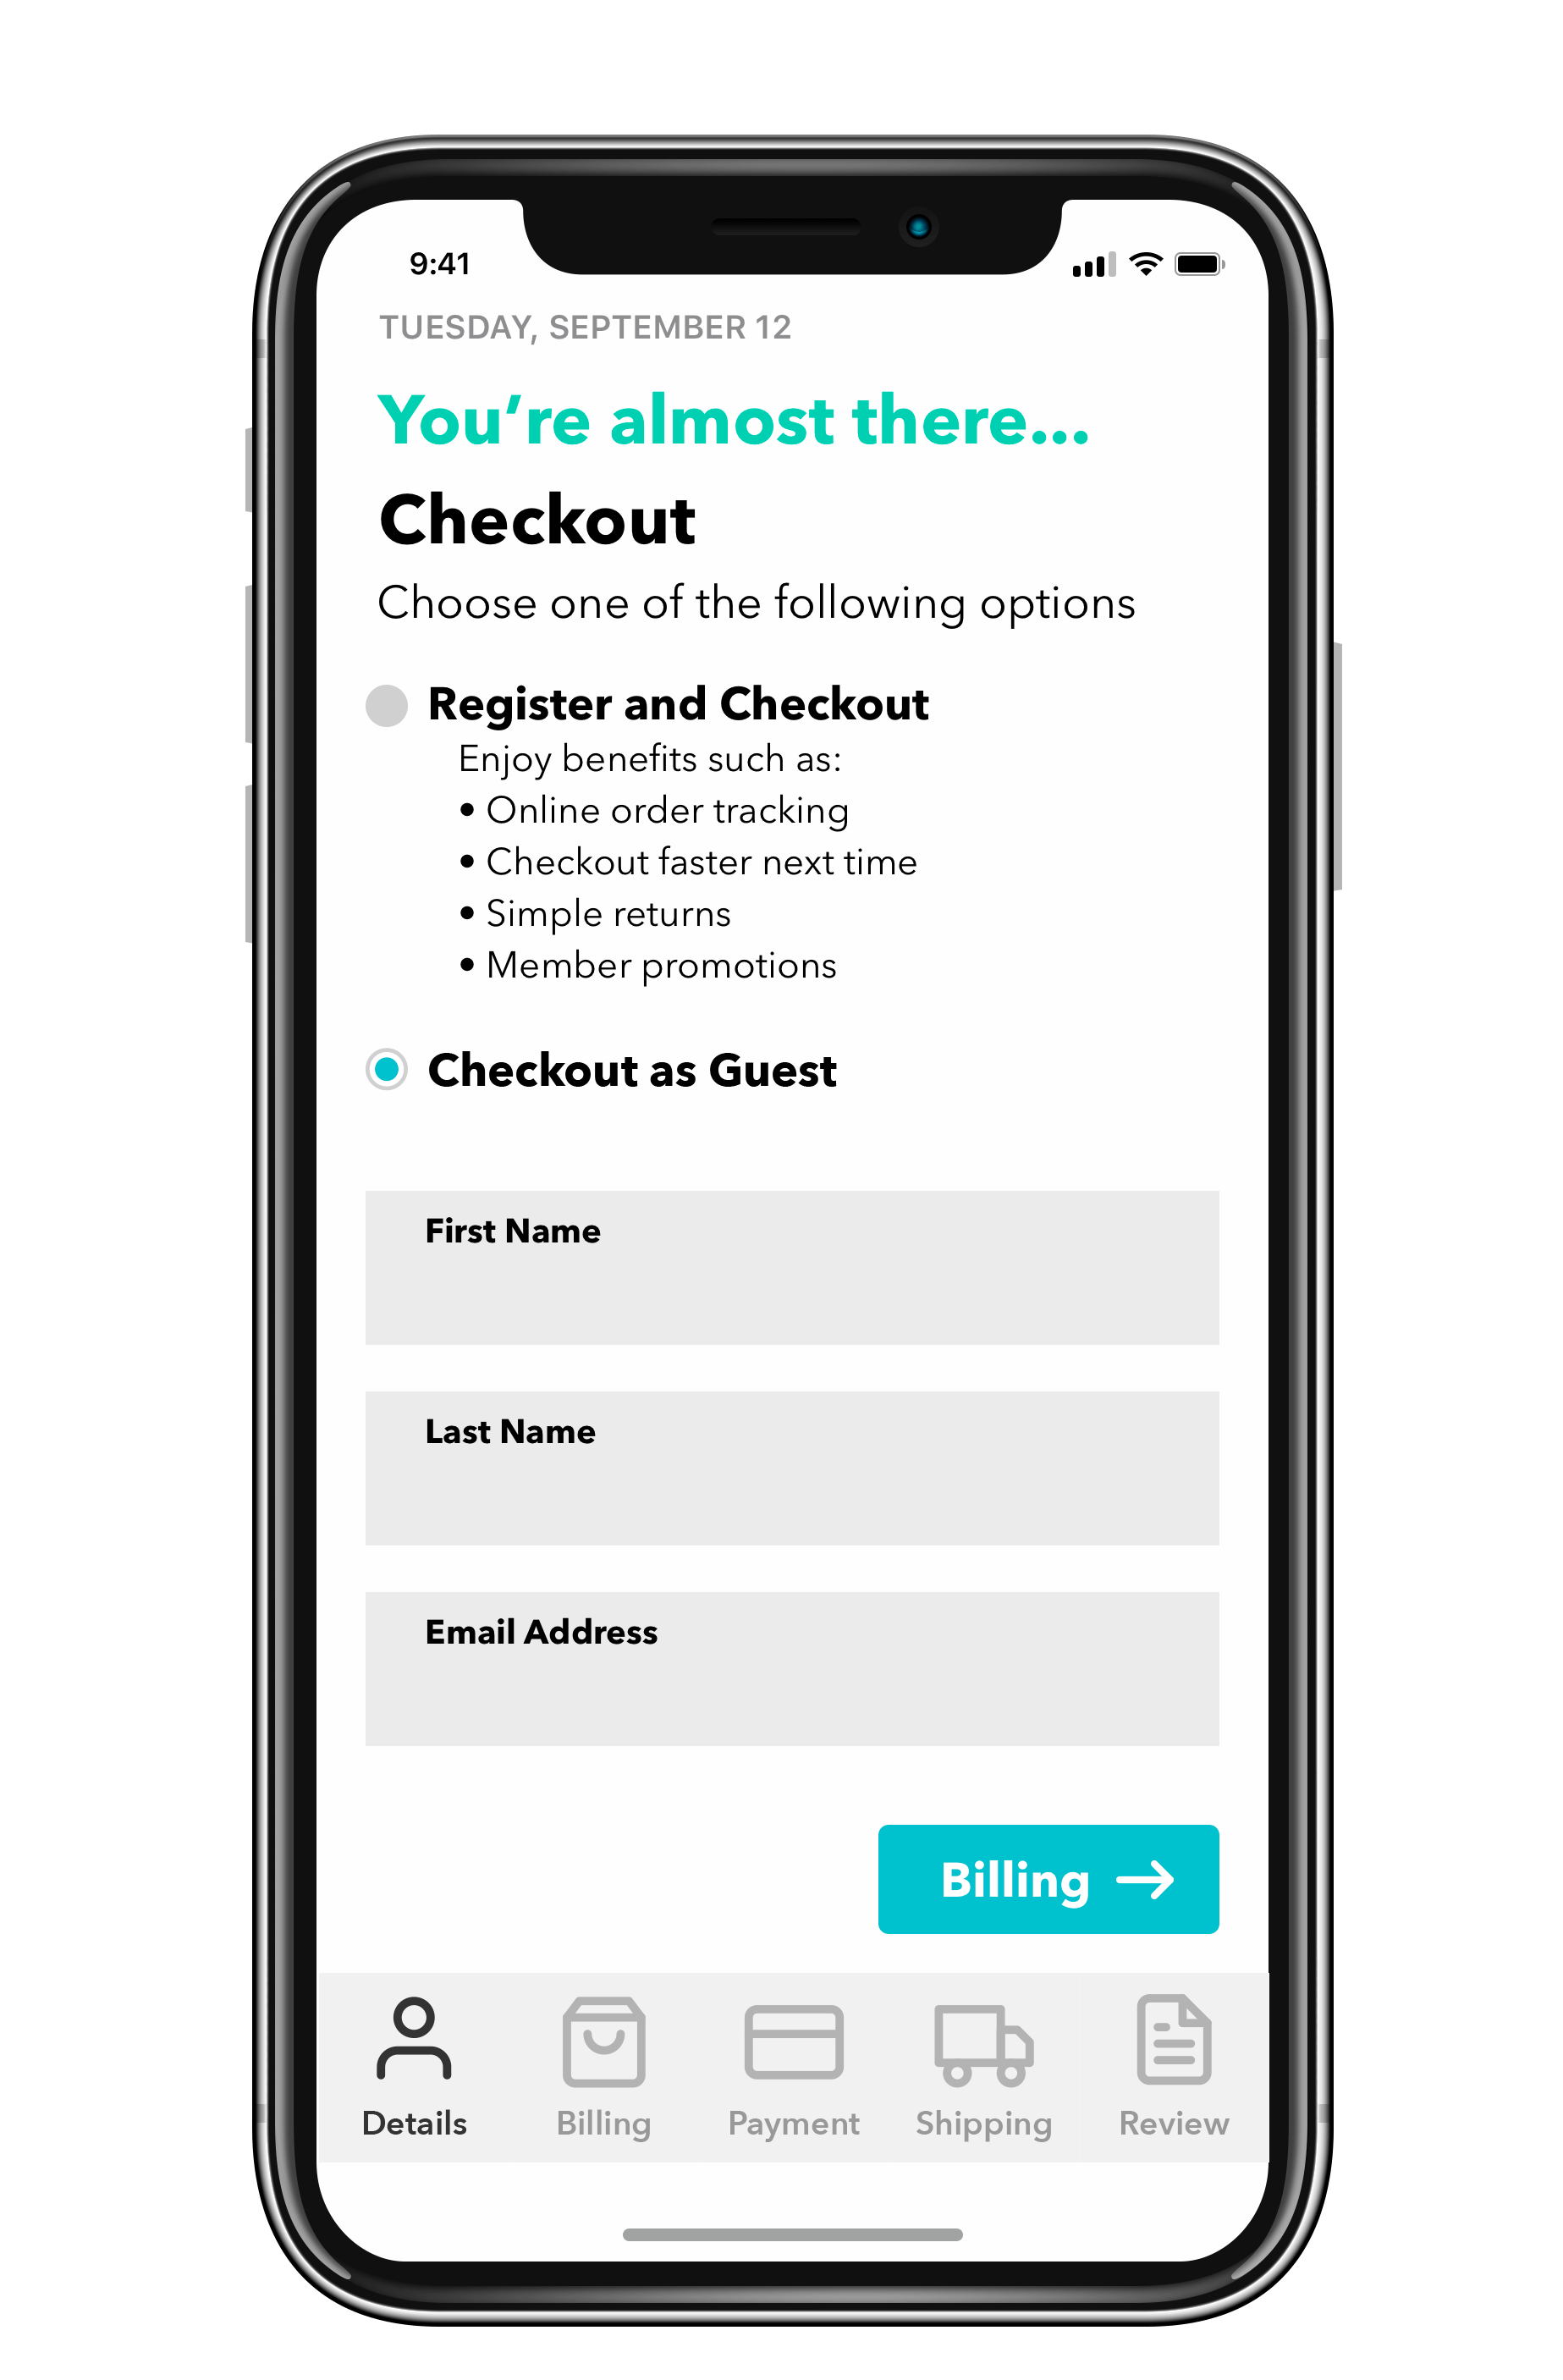 9:41
TUESDAY, SEPTEMBER 12
You’re almost there...
Checkout
Choose one of the following options
Register and Checkout
Enjoy benefits such as:
• Online order tracking
• Checkout faster next time
• Simple returns
• Member promotions
Checkout as Guest
First Name
Last Name
Email Address
Billing →
Details Billing Payment Shipping Review